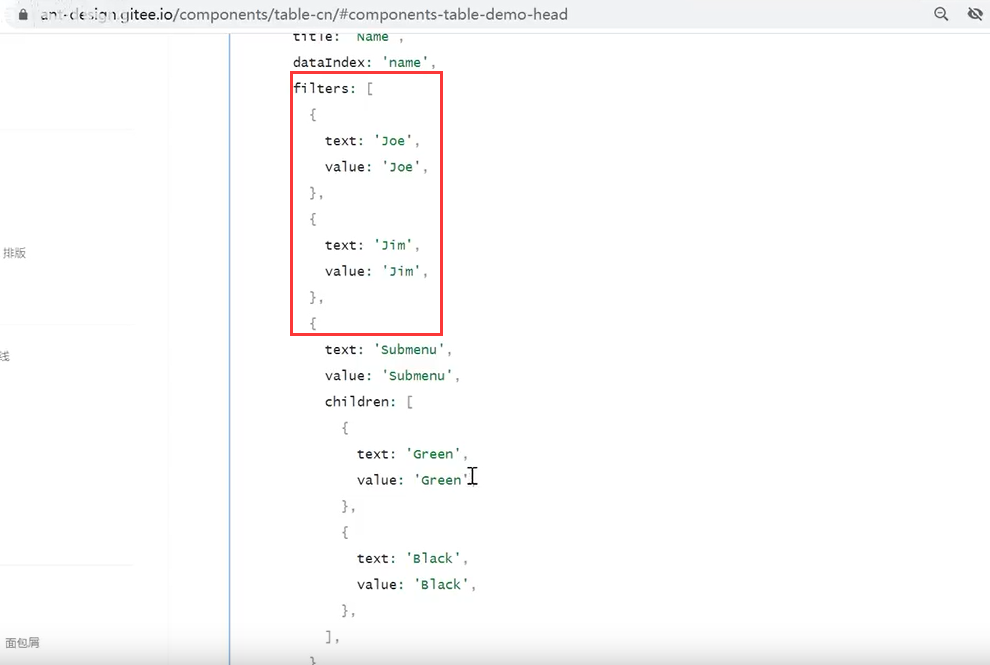 ant-design.gitee.io/components/table-cn/#components-table-demo-head
title: 'Name',
dataIndex: 'name',
filters: [
{
text: 'Joe',
value: 'Joe',
},
{
text: 'Jim',
value: 'Jim',
},
{
text: 'Submenu',
value: 'Submenu',
children: [
{
text: 'Green',
value: 'Green'
},
{
text: 'Black',
value: 'Black',
},
],
}
排版
线
面包屑